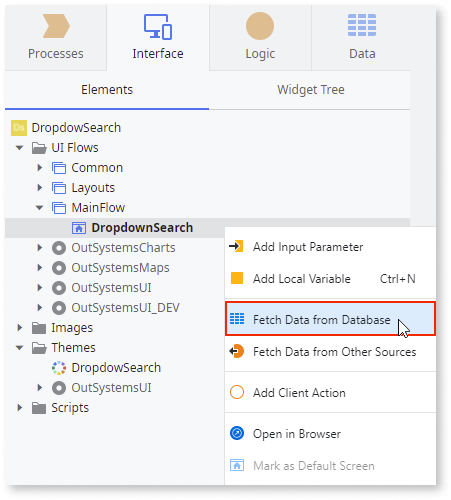 Processes Interface Logic Data
Elements Widget Tree
Ds DropdowSearch
UI Flows
Common
Layouts
MainFlow
DropdownSearch
OutSystemsCharts
OutSystemsMaps
OutSystemsUI
OutSystemsUI_DEV
Images
Themes
DropdowSearch
OutSystemsUI
Scripts
Add Input Parameter
Add Local Variable Ctrl+N
Fetch Data from Database
Fetch Data from Other Sources
Add Client Action
Open in Browser
Mark as Default Screen